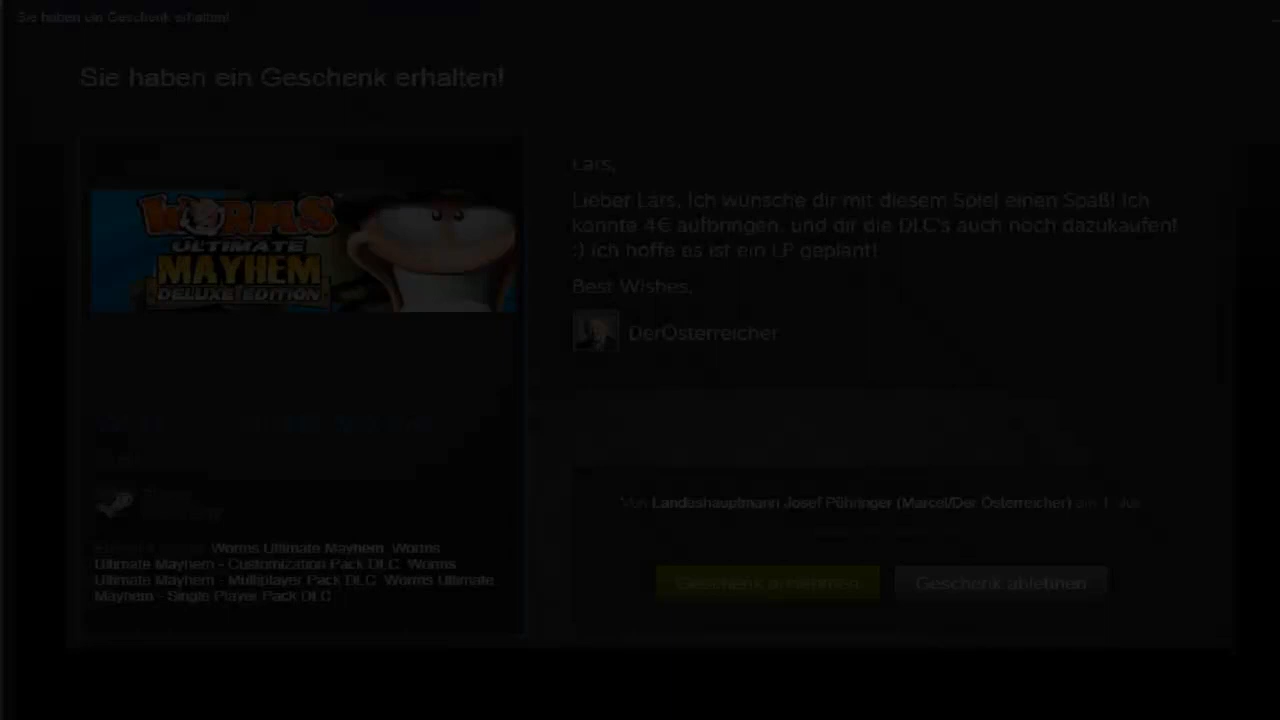 Sie haben ein Geschenk erhalten!
Sie haben ein Geschenk erhalten!
WORMS
ULTIMATE
MAYHEM
DELUXE EDITION
Lars,
Lieber Lars, Ich wünsche dir mit diesem Spiel einen Spaß! Ich
konnte 4€ aufbringen, und dir die DLC's auch noch dazukaufen!
:) Ich hoffe es ist ein LP geplant!
Best Wishes,
DerÖsterreicher
Worms Ultimate Mayhem, Worms
Ultimate Mayhem - Customization Pack DLC, Worms
Ultimate Mayhem - Multiplayer Pack DLC, Worms Ultimate
Mayhem - Single Player Pack DLC
Von Landeshauptmann Josef Pühringer (Marcel/Der Österreicher) am 1.
Geschenk annehmen
Geschenk ablehnen